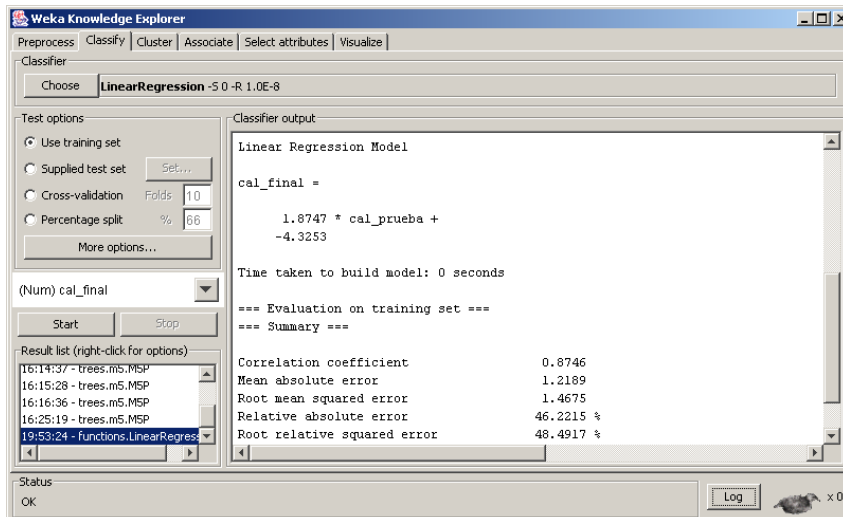 Weka Knowledge Explorer
Preprocess Classify Cluster Associate Select attributes Visualize
Classifier
Choose LinearRegression -S 0 -R 1.0E-8
Test options
Use training set
Supplied test set Set...
Cross-validation Folds 10
Percentage split % 66
More options...
(Num) cal_final
Start Stop
Result list (right-click for options)
16:14:37 - trees.m5.M5P
16:15:28 - trees.m5.M5P
16:16:36 - trees.m5.M5P
16:25:19 - trees.m5.M5P
19:53:24 - functions.LinearRegress
Classifier output
Linear Regression Model
cal_final =
1.8747 * cal_prueba +
-4.3253
Time taken to build model: 0 seconds
=== Evaluation on training set ===
=== Summary ===
Correlation coefficient 0.8746
Mean absolute error 1.2189
Root mean squared error 1.4675
Relative absolute error 46.2215 %
Root relative squared error 48.4917 %
Status
OK
Log
x 0